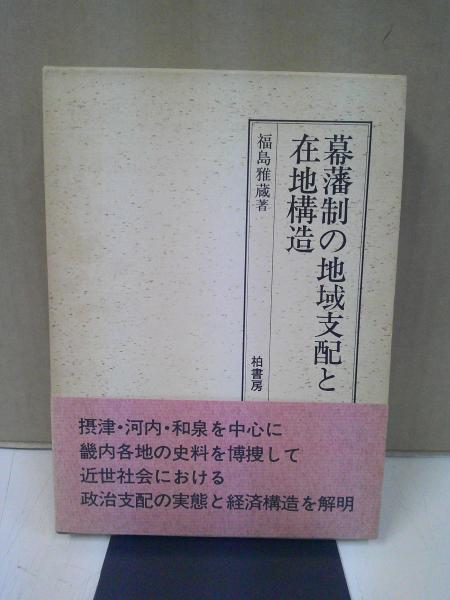 幕藩制の地域支配と
在地構造
福島雅蔵著
柏書房
摂津・河内・和泉を中心に
畿内各地の史料を博捜して
近世社会における
政治支配の実態と経済構造を解明